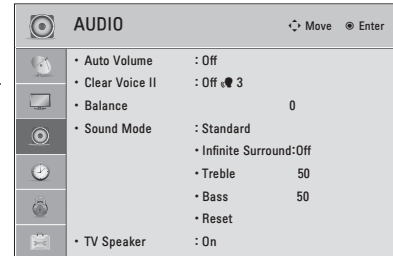 AUDIO Move Enter
• Auto Volume : Off
• Clear Voice II : Off 3
• Balance 0
• Sound Mode : Standard
• Infinite Surround:Off
• Treble 50
• Bass 50
• Reset
• TV Speaker : On